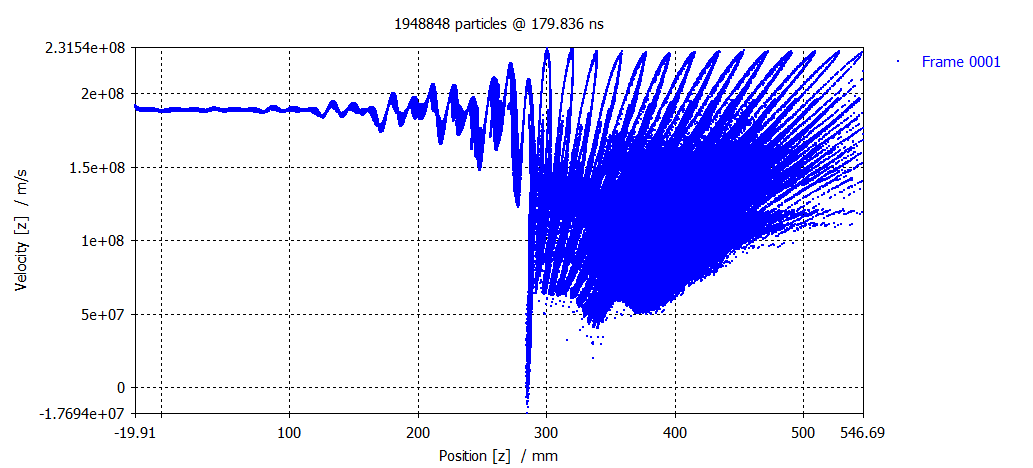 1948848 particles @ 179.836 ns
2.3154e+08
2e+08
1.5e+08
1e+08
5e+07
0
-1.7694e+07
Velocity [z] / m/s
-19.91
100
200
300
400
500
546.69
Position [z] / mm
Frame 0001